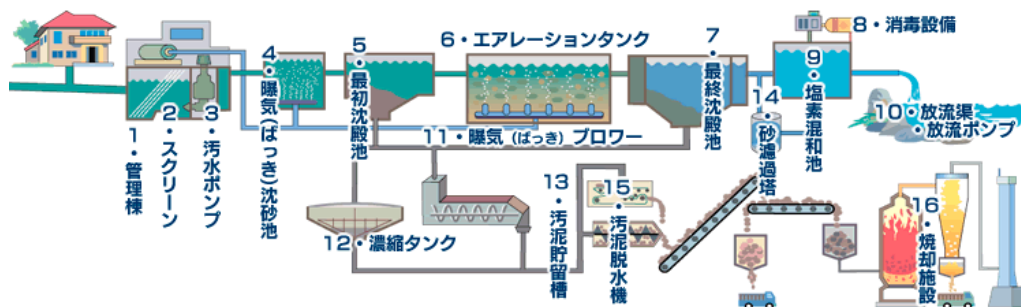 1・管理棟
2・スクリーン
3・汚水ポンプ
4・曝気(ばっき)沈砂池
5・最初沈殿池
6・エアレーションタンク
7・最終沈殿池
8・消毒設備
9・塩素混和池
10・放流渠
・放流ポンプ
11・曝気(ばっき)ブロワー
12・濃縮タンク
13・汚泥貯留槽
14・砂濾過塔
15・汚泥脱水機
16・焼却施設